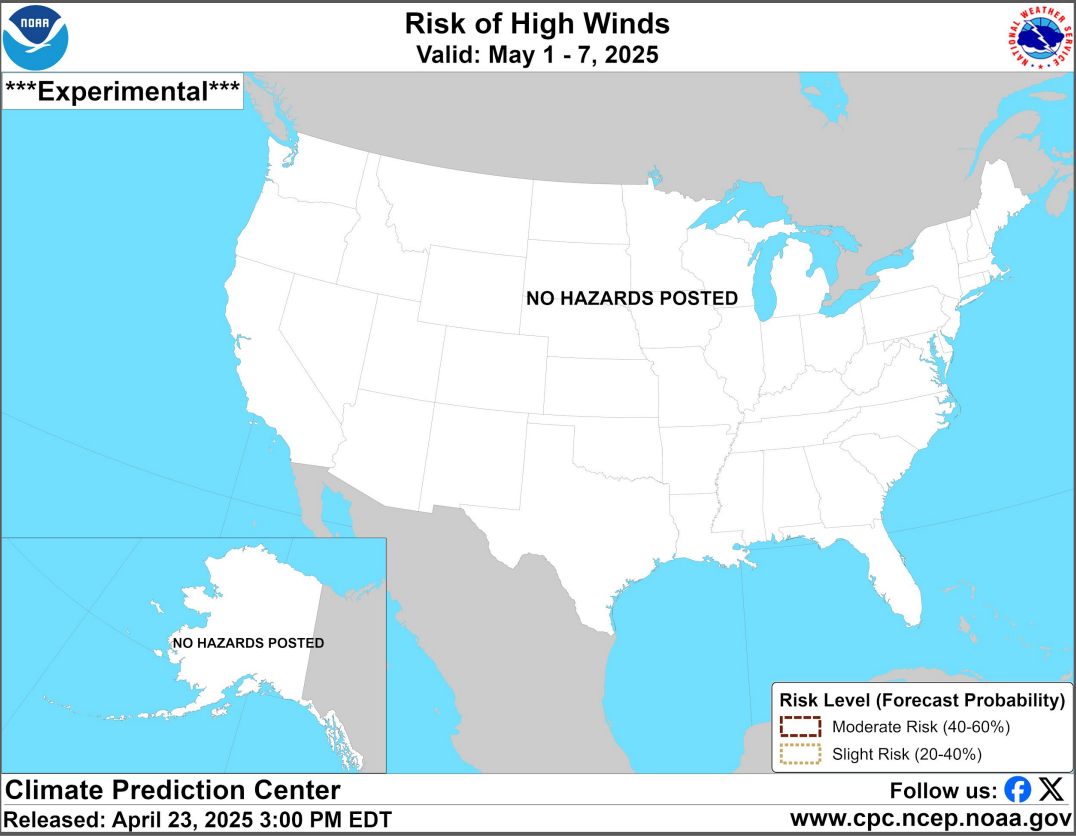 NOAA
Risk of High Winds
Valid: May 1 - 7, 2025
NATIONAL WEATHER SERVICE
***Experimental***
NO HAZARDS POSTED
NO HAZARDS POSTED
Risk Level (Forecast Probability)
Moderate Risk (40-60%)
Slight Risk (20-40%)
Climate Prediction Center
Follow us:
Released: April 23, 2025 3:00 PM EDT
www.cpc.ncep.noaa.gov